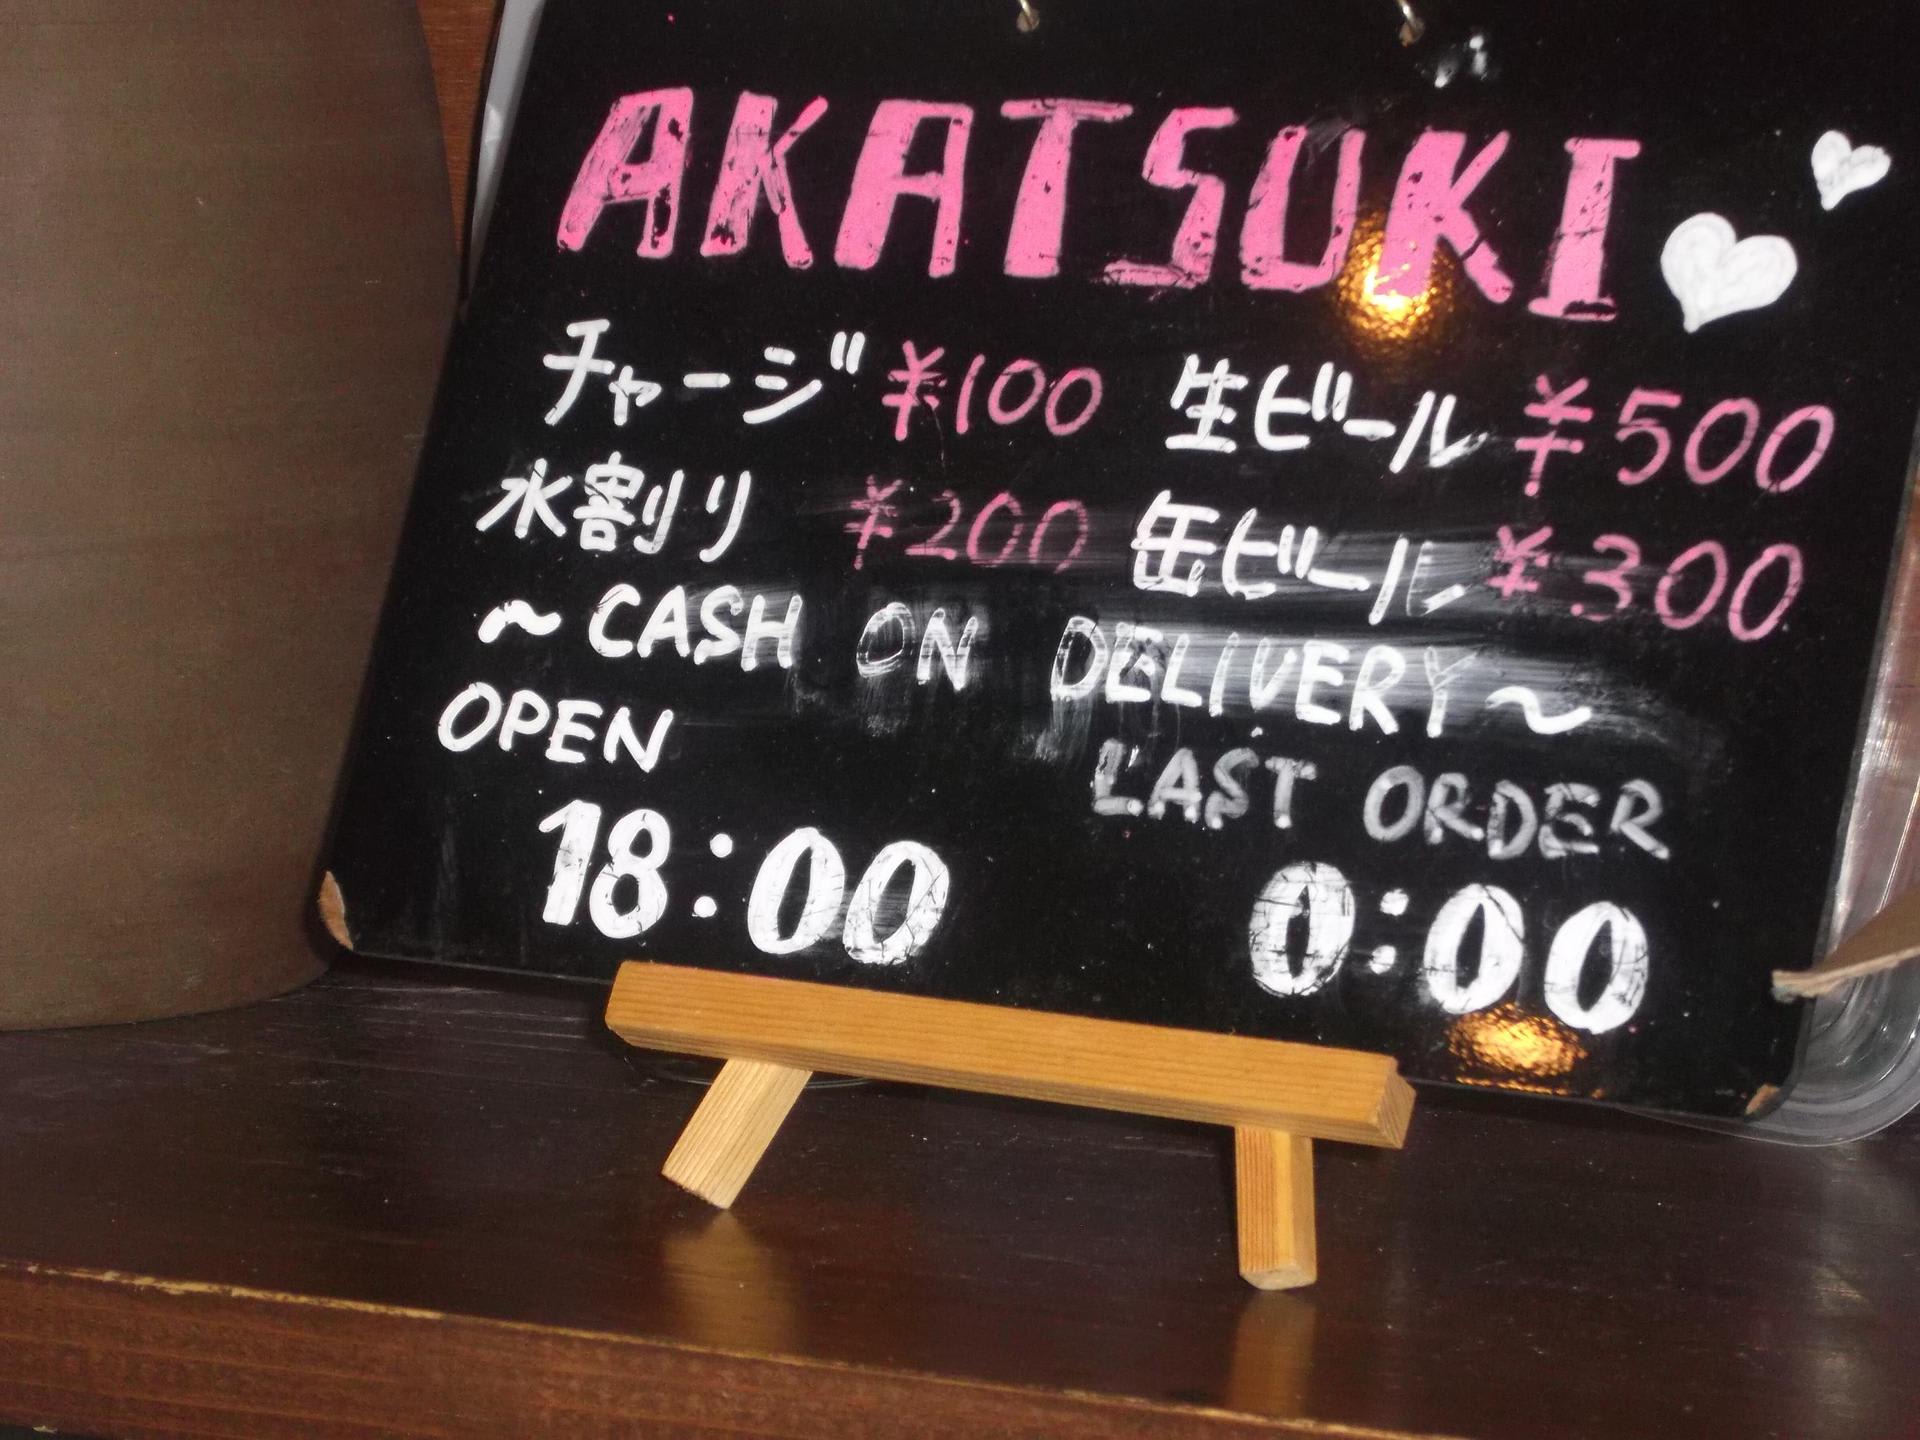 AKATSUKI
チャージ ¥100 生ビール ¥500
水割り ¥200 缶ビール ¥300
～CASH ON DELIVERY～
OPEN LAST ORDER
18:00 0:00